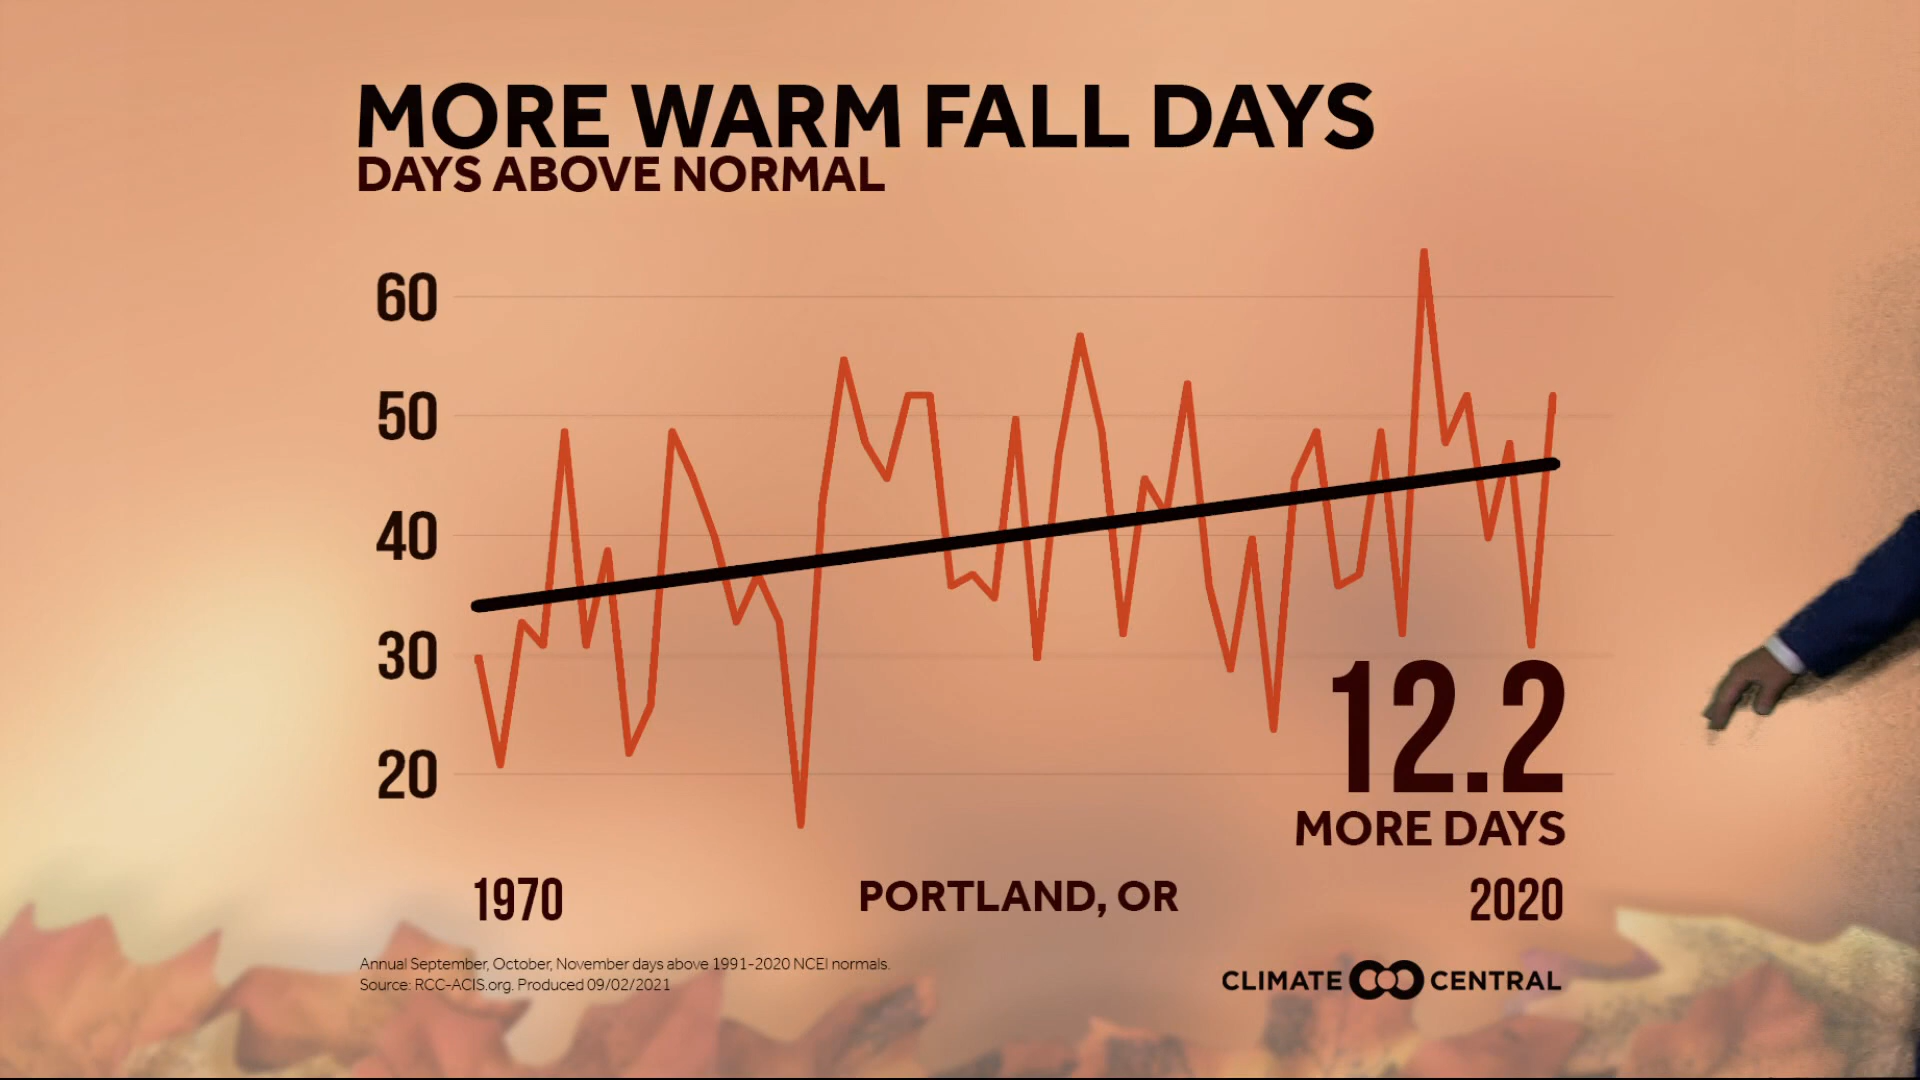 MORE WARM FALL DAYS
DAYS ABOVE NORMAL
60
50
40
30
20
12.2
MORE DAYS
1970
PORTLAND, OR
2020
Annual September, October, November days above 1991-2020 NCEI normals.
Source: RCC-ACIS.org. Produced 09/02/2021
CLIMATE CENTRAL